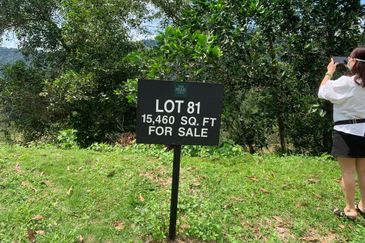 LOT 81
15,460 SQ. FT
FOR SALE